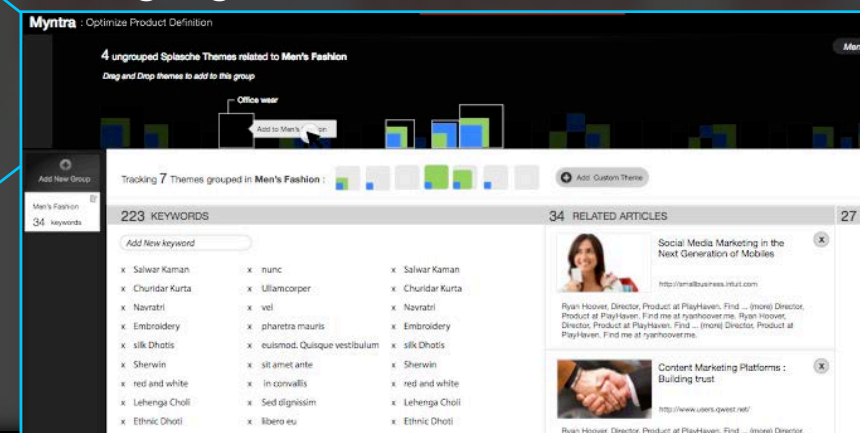 Myntra : Optimize Product Definition
4 ungrouped Splasche Themes related to Men's Fashion
Men
Drag and Drop themes to add to this group
Office wear
Add to Men's
Add New Group
Tracking 7 Themes grouped in Men's Fashion :
Add Custom Theme
Men's Fashion
34 keywords
223 KEYWORDS
34 RELATED ARTICLES
27
Add New keyword
x Salwar Kaman x nunc x Salwar Kaman
x Churidar Kurta x Ullamcorper x Churidar Kurta
x Navratri x vel x Navratri
x Embroidery x pharetra mauris x Embroidery
x silk Dhotis x euismod. Quisque vestibulum x silk Dhotis
x Sherwin x sit amet ante x Sherwin
x red and white x in convallis x red and white
x Lehenga Choli x Sed dignissim x Lehenga Choli
x Ethnic Dhoti x libero eu x Ethnic Dhoti
Social Media Marketing in the
Next Generation of Mobiles
x
http://smallbusiness.intuit.com
Ryan Hoover, Director, Product at PlayHaven. Find ... (more) Director,
Product at PlayHaven. Find me at ryanhoover.me. Ryan Hoover,
Director, Product at PlayHaven. Find ... (more) Director, Product at
PlayHaven. Find me at ryanhoover.me.
Content Marketing Platforms :
Building trust
x
http://www.users.qwest.net/
Ryan Hoover, Director, Product at PlayHaven. Find ... (more) Director,